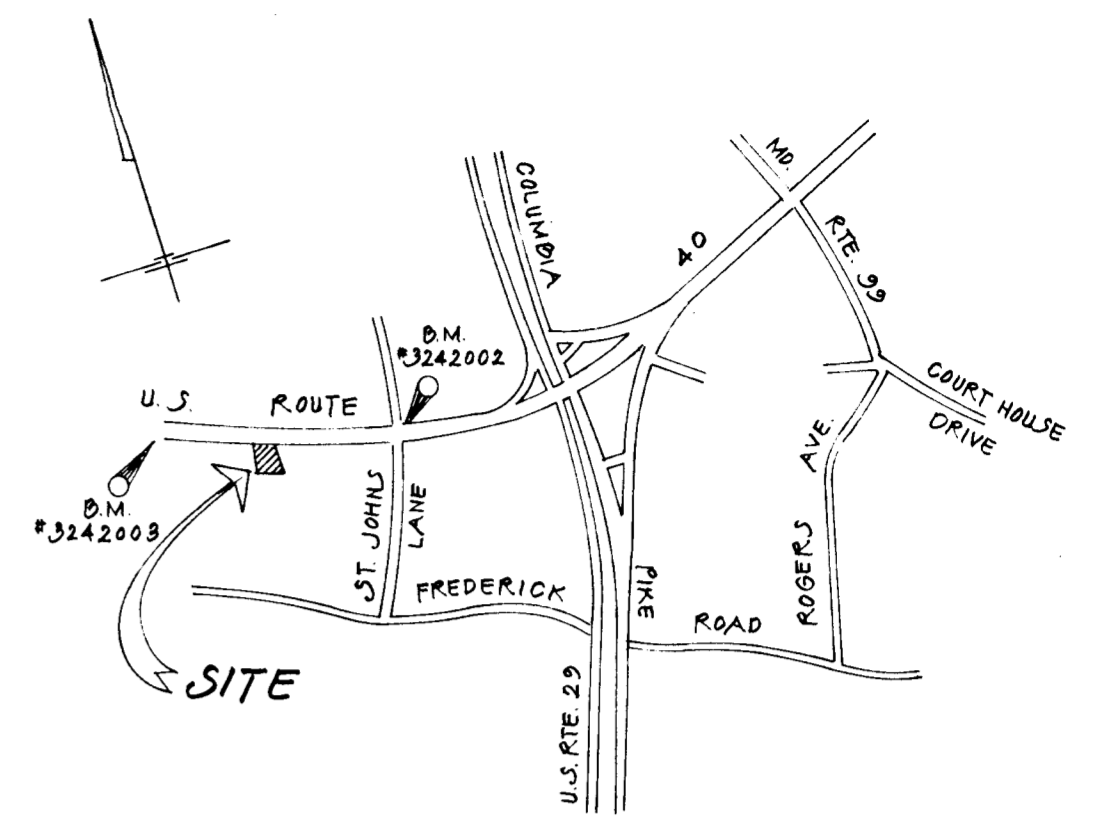 MD.
COLUMBIA
40
RTE. 99
B.M.
#3242002
U.S.
ROUTE
COURT HOUSE
DRIVE
AVE.
B.M.
#3242003
ST. JOHNS
LANE
ROGERS
FREDERICK
PIKE
ROAD
SITE
U.S. RTE. 29